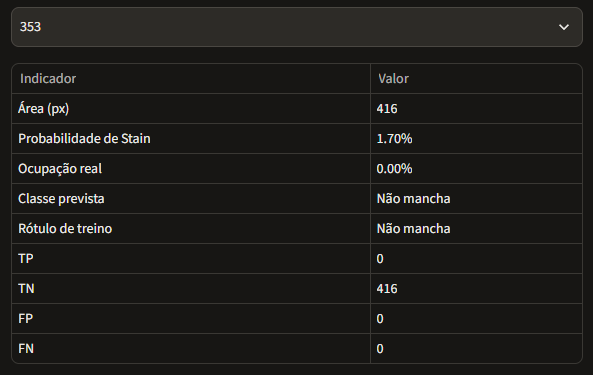 353
Indicador Valor
Área (px) 416
Probabilidade de Stain 1.70%
Ocupação real 0.00%
Classe prevista Não mancha
Rótulo de treino Não mancha
TP 0
TN 416
FP 0
FN 0